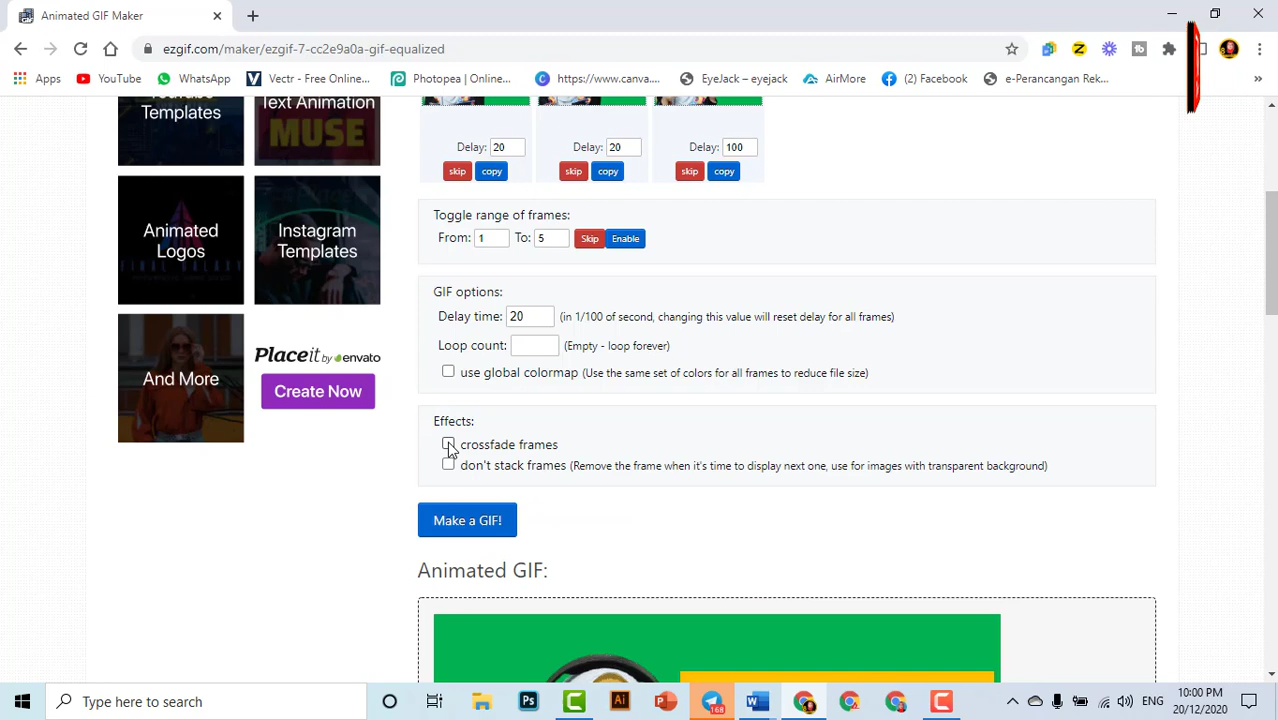 Animated GIF Maker
ezgif.com/maker/ezgif-7-cc2e9a0a-gif-equalized
Apps
YouTube
WhatsApp
Vectr - Free Online...
Photopea | Online...
https://www.canva....
EyeJack – eyejack
AirMore
(2) Facebook
e-Perancangan Rek...
»
YouTube
Templates
Text Animation
MUSE
Animated
Logos
Instagram
Templates
And More
Placeit by envato
Create Now
Delay: 20
skip copy
Delay: 20
skip copy
Delay: 100
skip copy
Toggle range of frames:
From: 1 To: 5 Skip Enable
GIF options:
Delay time: 20 (in 1/100 of second, changing this value will reset delay for all frames)
Loop count: (Empty - loop forever)
use global colormap (Use the same set of colors for all frames to reduce file size)
Effects:
crossfade frames
don't stack frames (Remove the frame when it's time to display next one, use for images with transparent background)
Make a GIF!
Animated GIF:
Type here to search
Ps
Ai
168
ENG
10:00 PM
20/12/2020